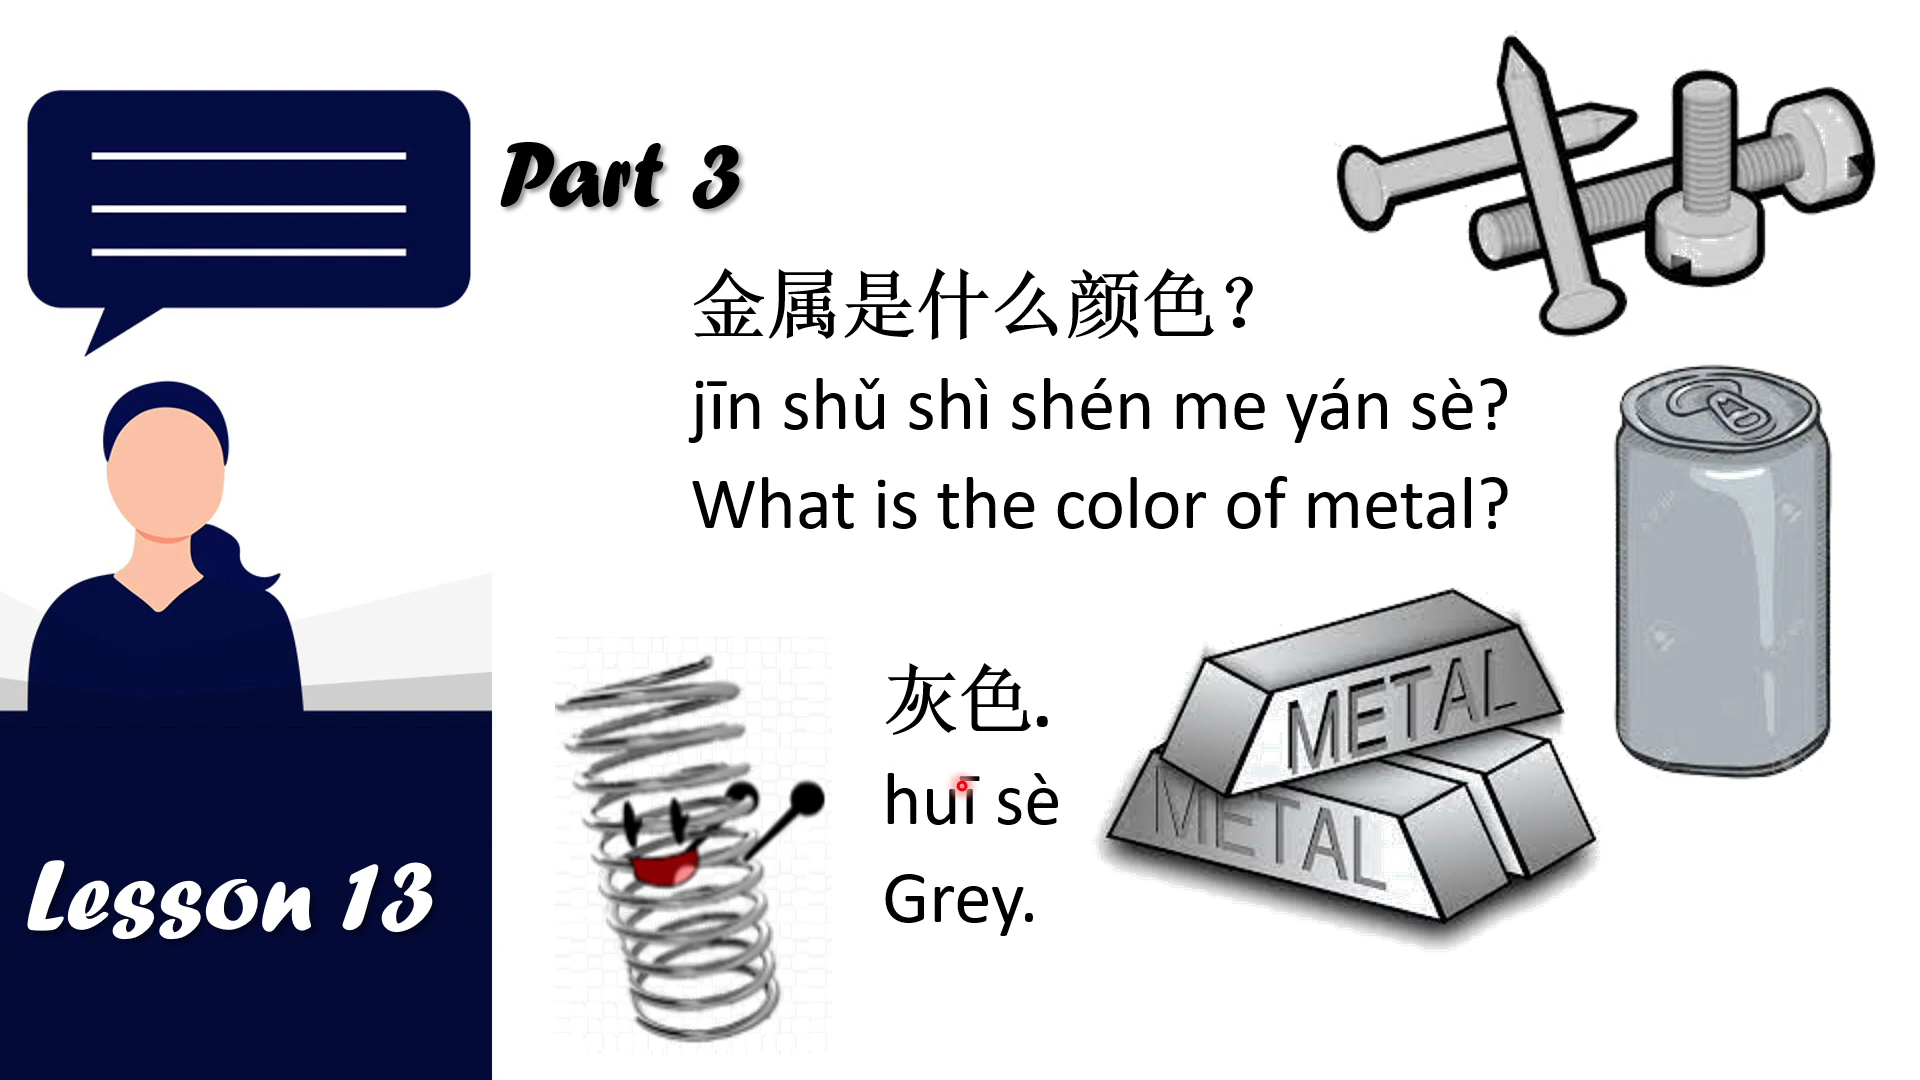 Part 3
金属是什么颜色？
jīn shǔ shì shén me yán sè?
What is the color of metal?
灰色.
huī sè
Grey.
METAL
METAL
Lesson 13